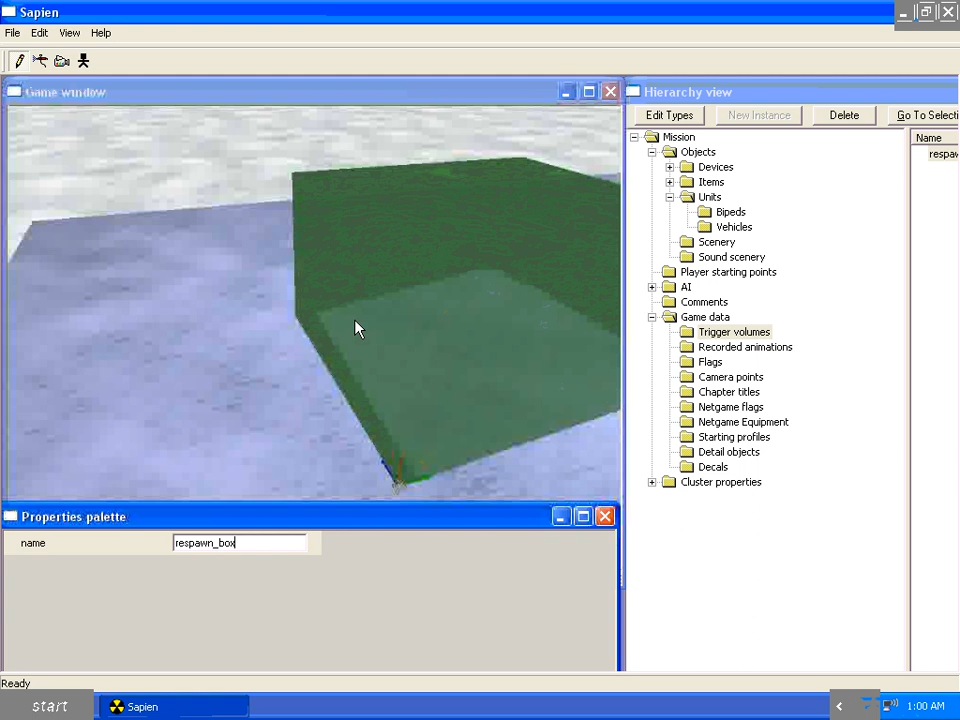 Sapien
File Edit View Help
Game window
Hierarchy view
Edit Types New Instance Delete Go To Selecti
Name
respaw
Mission
Objects
Devices
Items
Units
Bipeds
Vehicles
Scenery
Sound scenery
Player starting points
AI
Comments
Game data
Trigger volumes
Recorded animations
Flags
Camera points
Chapter titles
Netgame flags
Netgame Equipment
Starting profiles
Detail objects
Decals
Cluster properties
Properties palette
name respawn_box
Ready
start Sapien 1:00 AM